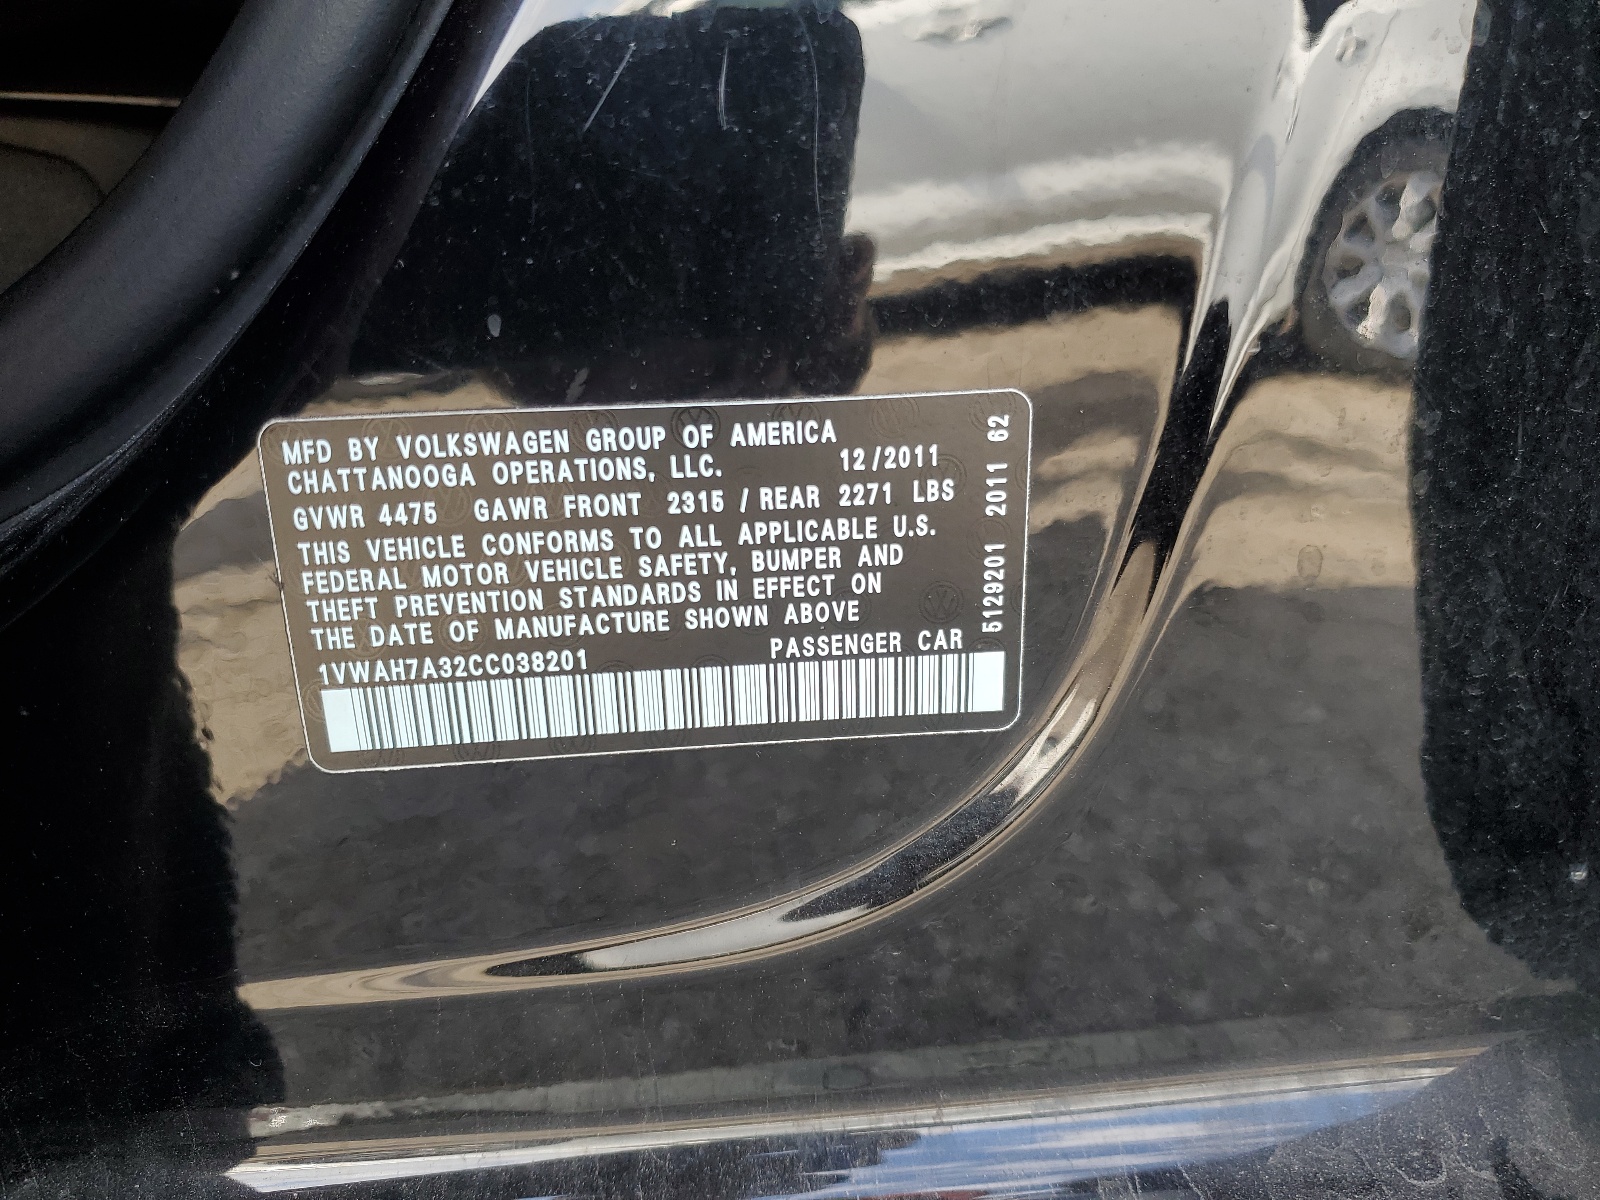 MFD BY VOLKSWAGEN GROUP OF AMERICA
CHATTANOOGA OPERATIONS, LLC. 12/2011
GVWR 4475 GAWR FRONT 2315 / REAR 2271 LBS
THIS VEHICLE CONFORMS TO ALL APPLICABLE U.S.
FEDERAL MOTOR VEHICLE SAFETY, BUMPER AND
THEFT PREVENTION STANDARDS IN EFFECT ON
THE DATE OF MANUFACTURE SHOWN ABOVE
1VWAH7A32CC038201 PASSENGER CAR
5129201 2011 62